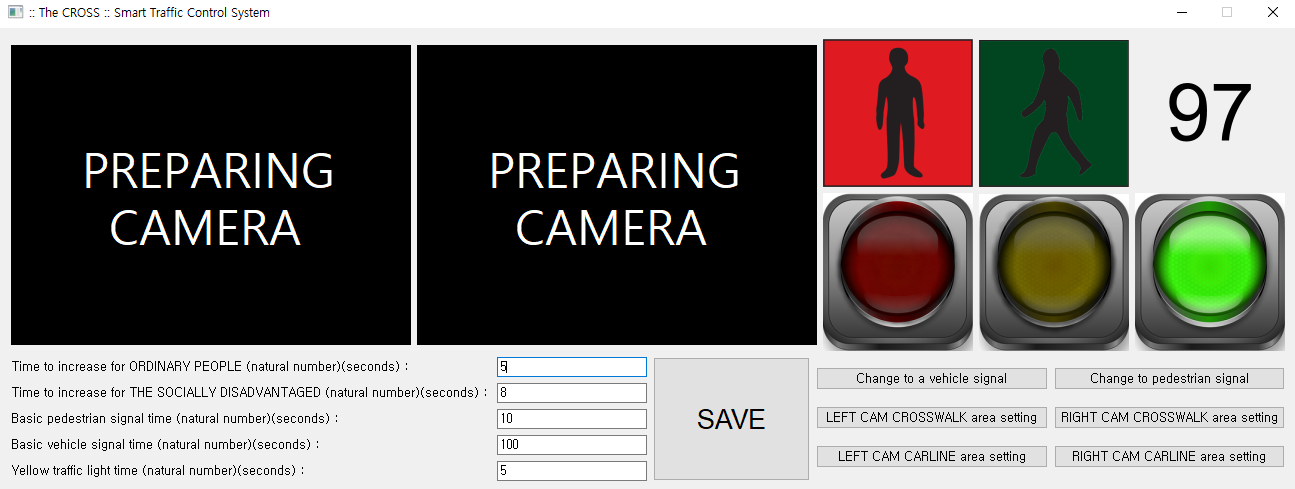 :: The CROSS :: Smart Traffic Control System
PREPARING
CAMERA
PREPARING
CAMERA
97
Time to increase for ORDINARY PEOPLE (natural number)(seconds) :
5
Time to increase for THE SOCIALLY DISADVANTAGED (natural number)(seconds) :
8
Basic pedestrian signal time (natural number)(seconds) :
10
Basic vehicle signal time (natural number)(seconds) :
100
Yellow traffic light time (natural number)(seconds) :
5
SAVE
Change to a vehicle signal
Change to pedestrian signal
LEFT CAM CROSSWALK area setting
RIGHT CAM CROSSWALK area setting
LEFT CAM CARLINE area setting
RIGHT CAM CARLINE area setting